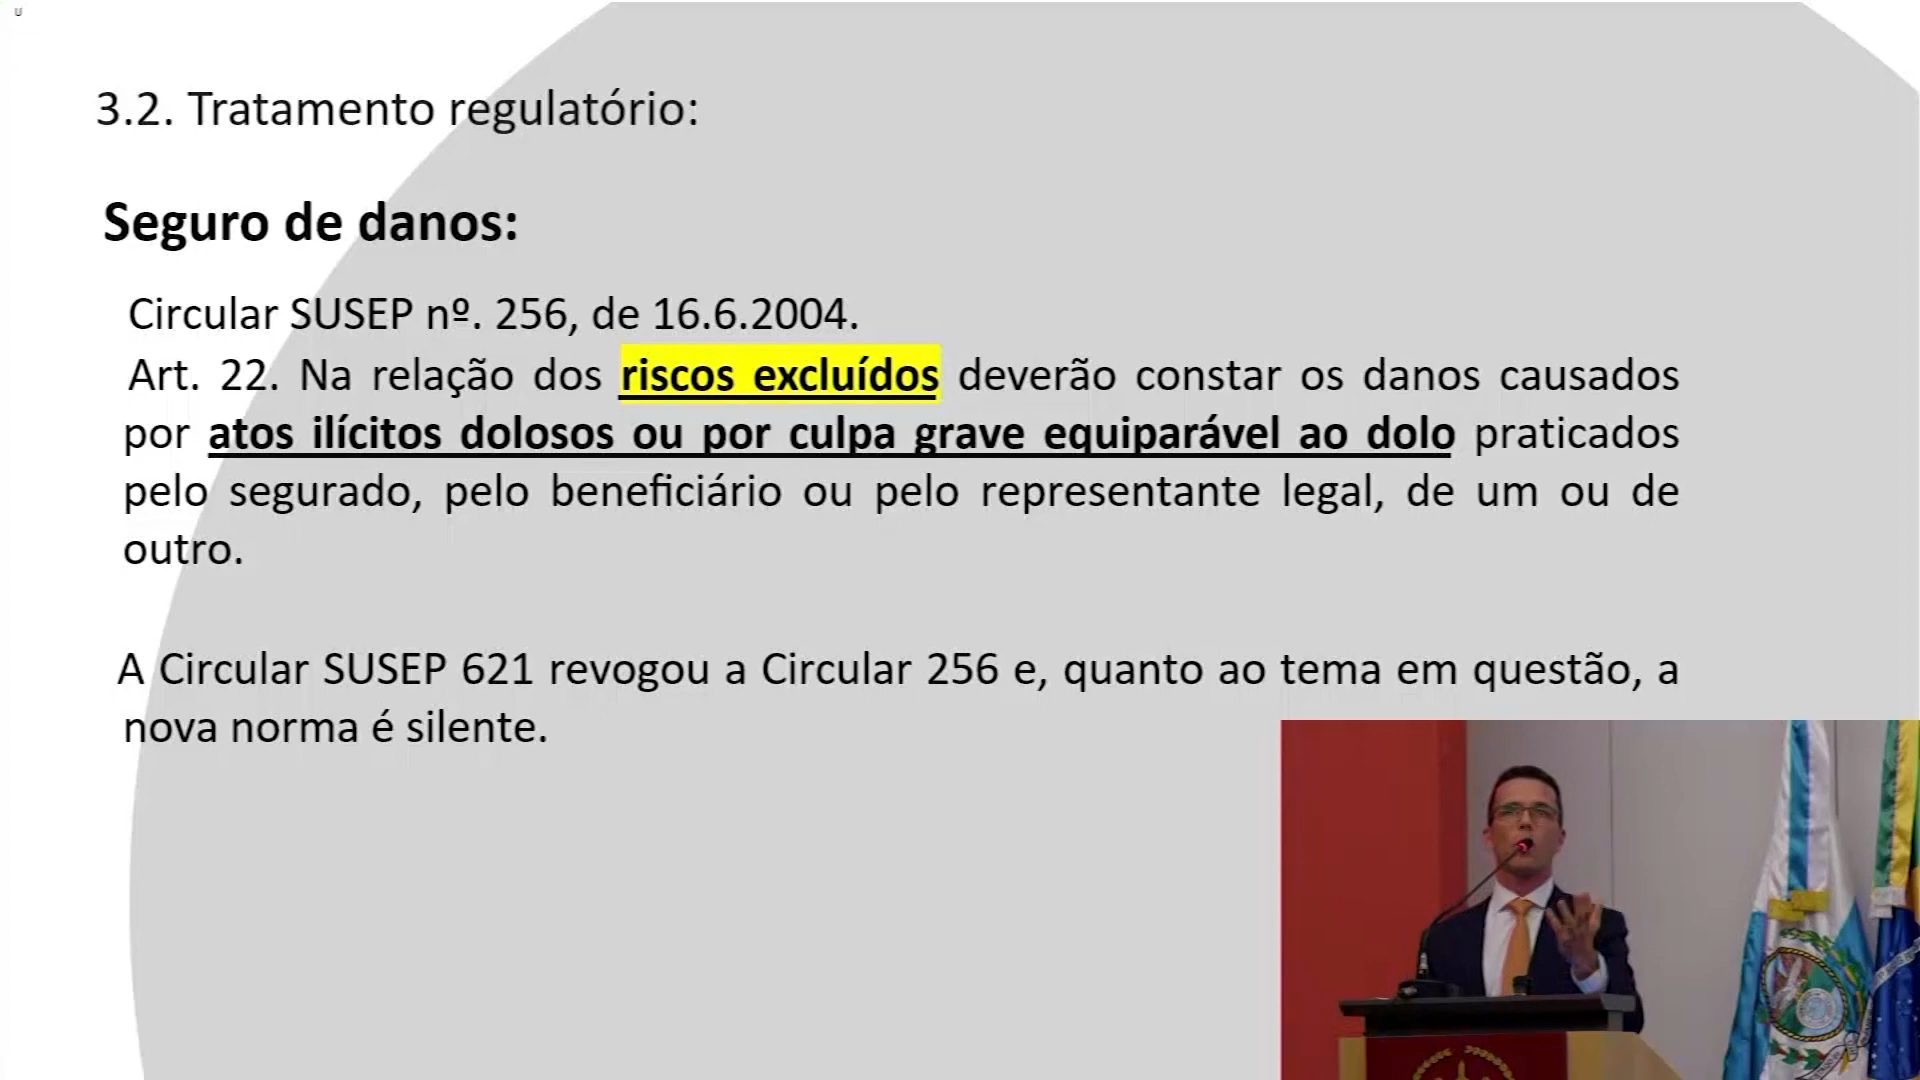 U
3.2. Tratamento regulatório:
Seguro de danos:
Circular SUSEP nº. 256, de 16.6.2004.
Art. 22. Na relação dos riscos excluídos deverão constar os danos causados
por atos ilícitos dolosos ou por culpa grave equiparável ao dolo praticados
pelo segurado, pelo beneficiário ou pelo representante legal, de um ou de
outro.
A Circular SUSEP 621 revogou a Circular 256 e, quanto ao tema em questão, a
nova norma é silente.